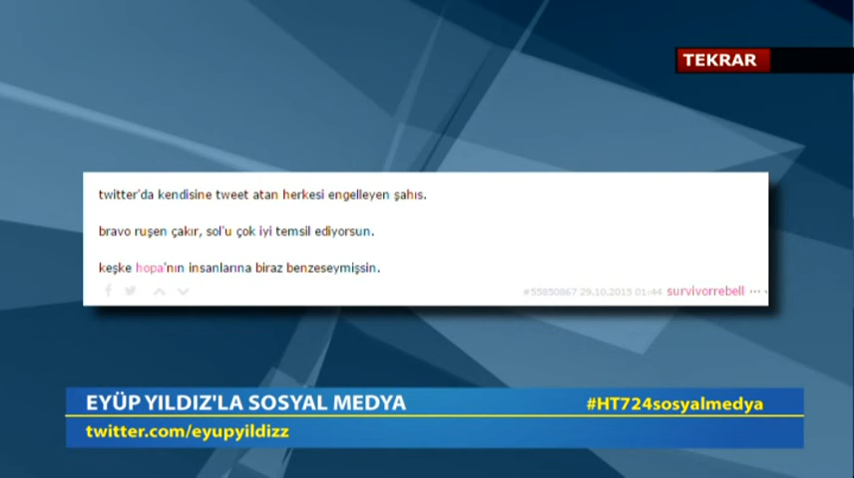 TEKRAR
twitter'da kendisine tweet atan herkesi engelleyen şahıs.
bravo ruşen çakır, sol'u çok iyi temsil ediyorsun.
keşke hopa'nın insanlarına biraz benzeseymişsin.
#55850867 29.10.2015 01:44 survivorrebell ...
EYÜP YILDIZ'LA SOSYAL MEDYA
#HT724sosyalmedya
twitter.com/eyupyildizz